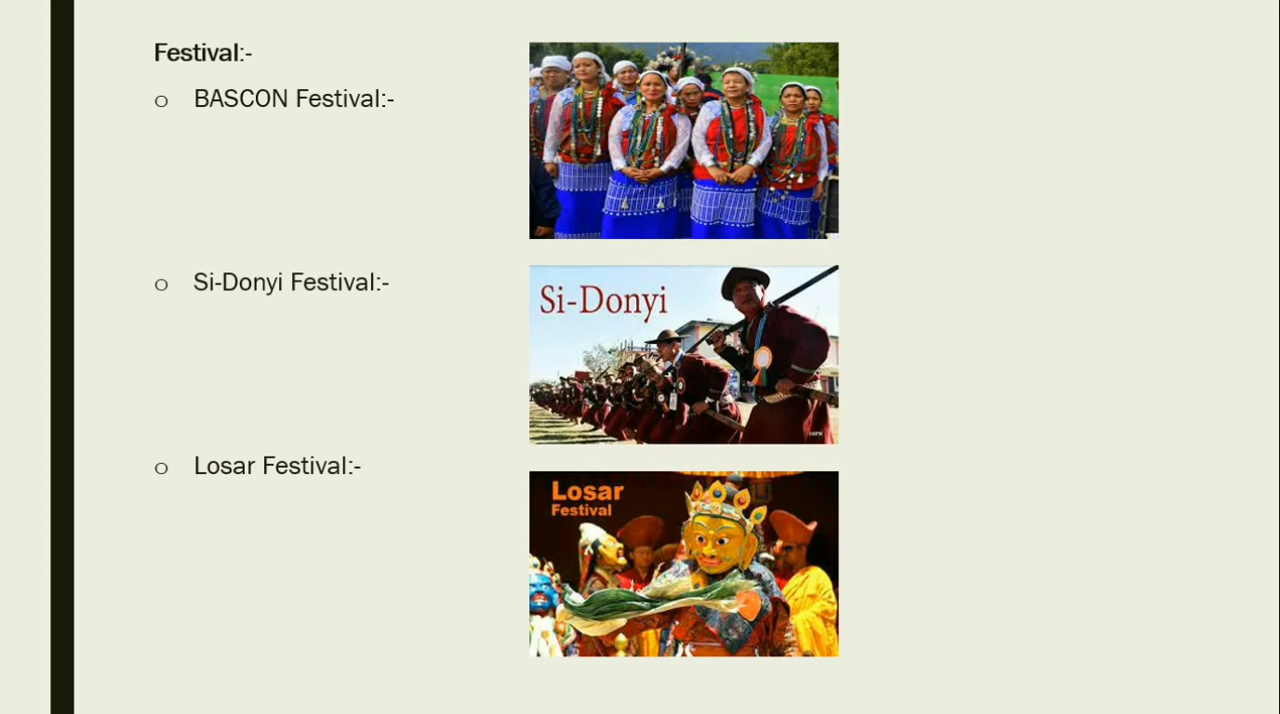 Festival:-
o BASCON Festival:-
o Si-Donyi Festival:-
Si-Donyi
o Losar Festival:-
Losar
Festival